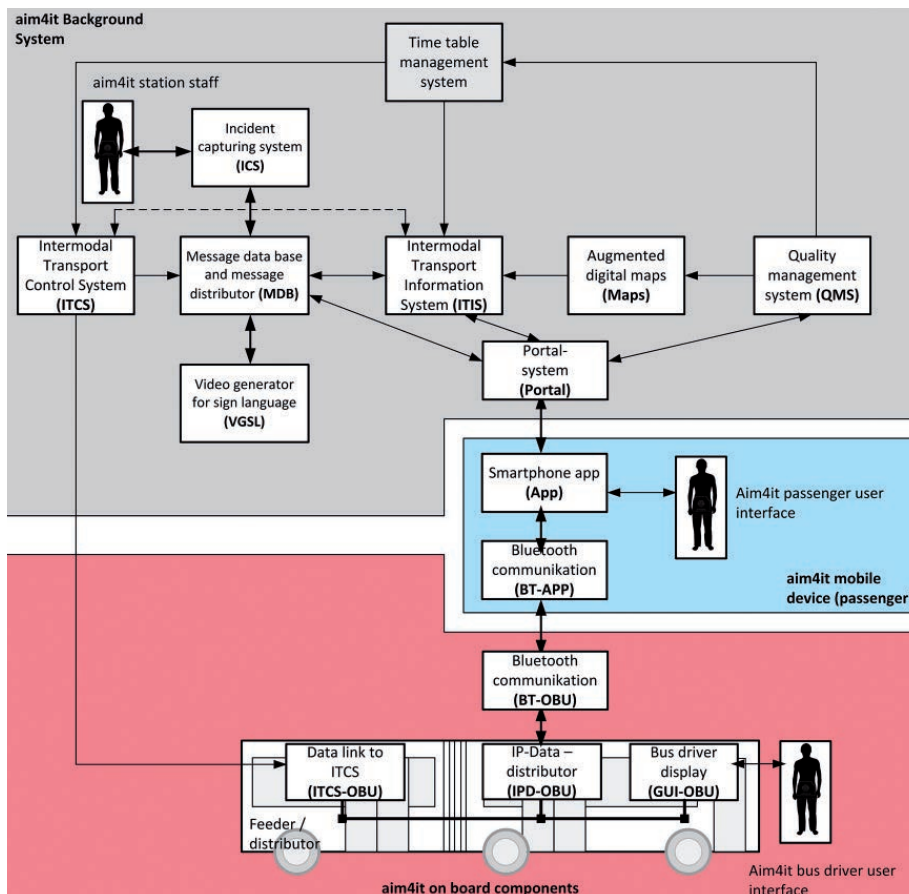 aim4it Background
System
Time table
management
system
aim4it station staff
Incident
capturing system
(ICS)
Intermodal
Transport
Control System
(ITCS)
Message data base
and message
distributor (MDB)
Intermodal
Transport
Information
System (ITIS)
Augmented
digital maps
(Maps)
Quality
management
system (QMS)
Portal-
system
(Portal)
Video generator
for sign language
(VGSL)
Smartphone app
(App)
Aim4it passenger user
interface
Bluetooth
communikation
(BT-APP)
aim4it mobile
device (passenger
Bluetooth
communikation
(BT-OBU)
Data link to
ITCS
(ITCS-OBU)
IP-Data –
distributor
(IPD-OBU)
Bus driver
display
(GUI-OBU)
Feeder /
distributor
Aim4it bus driver user
interface
aim4it on board components